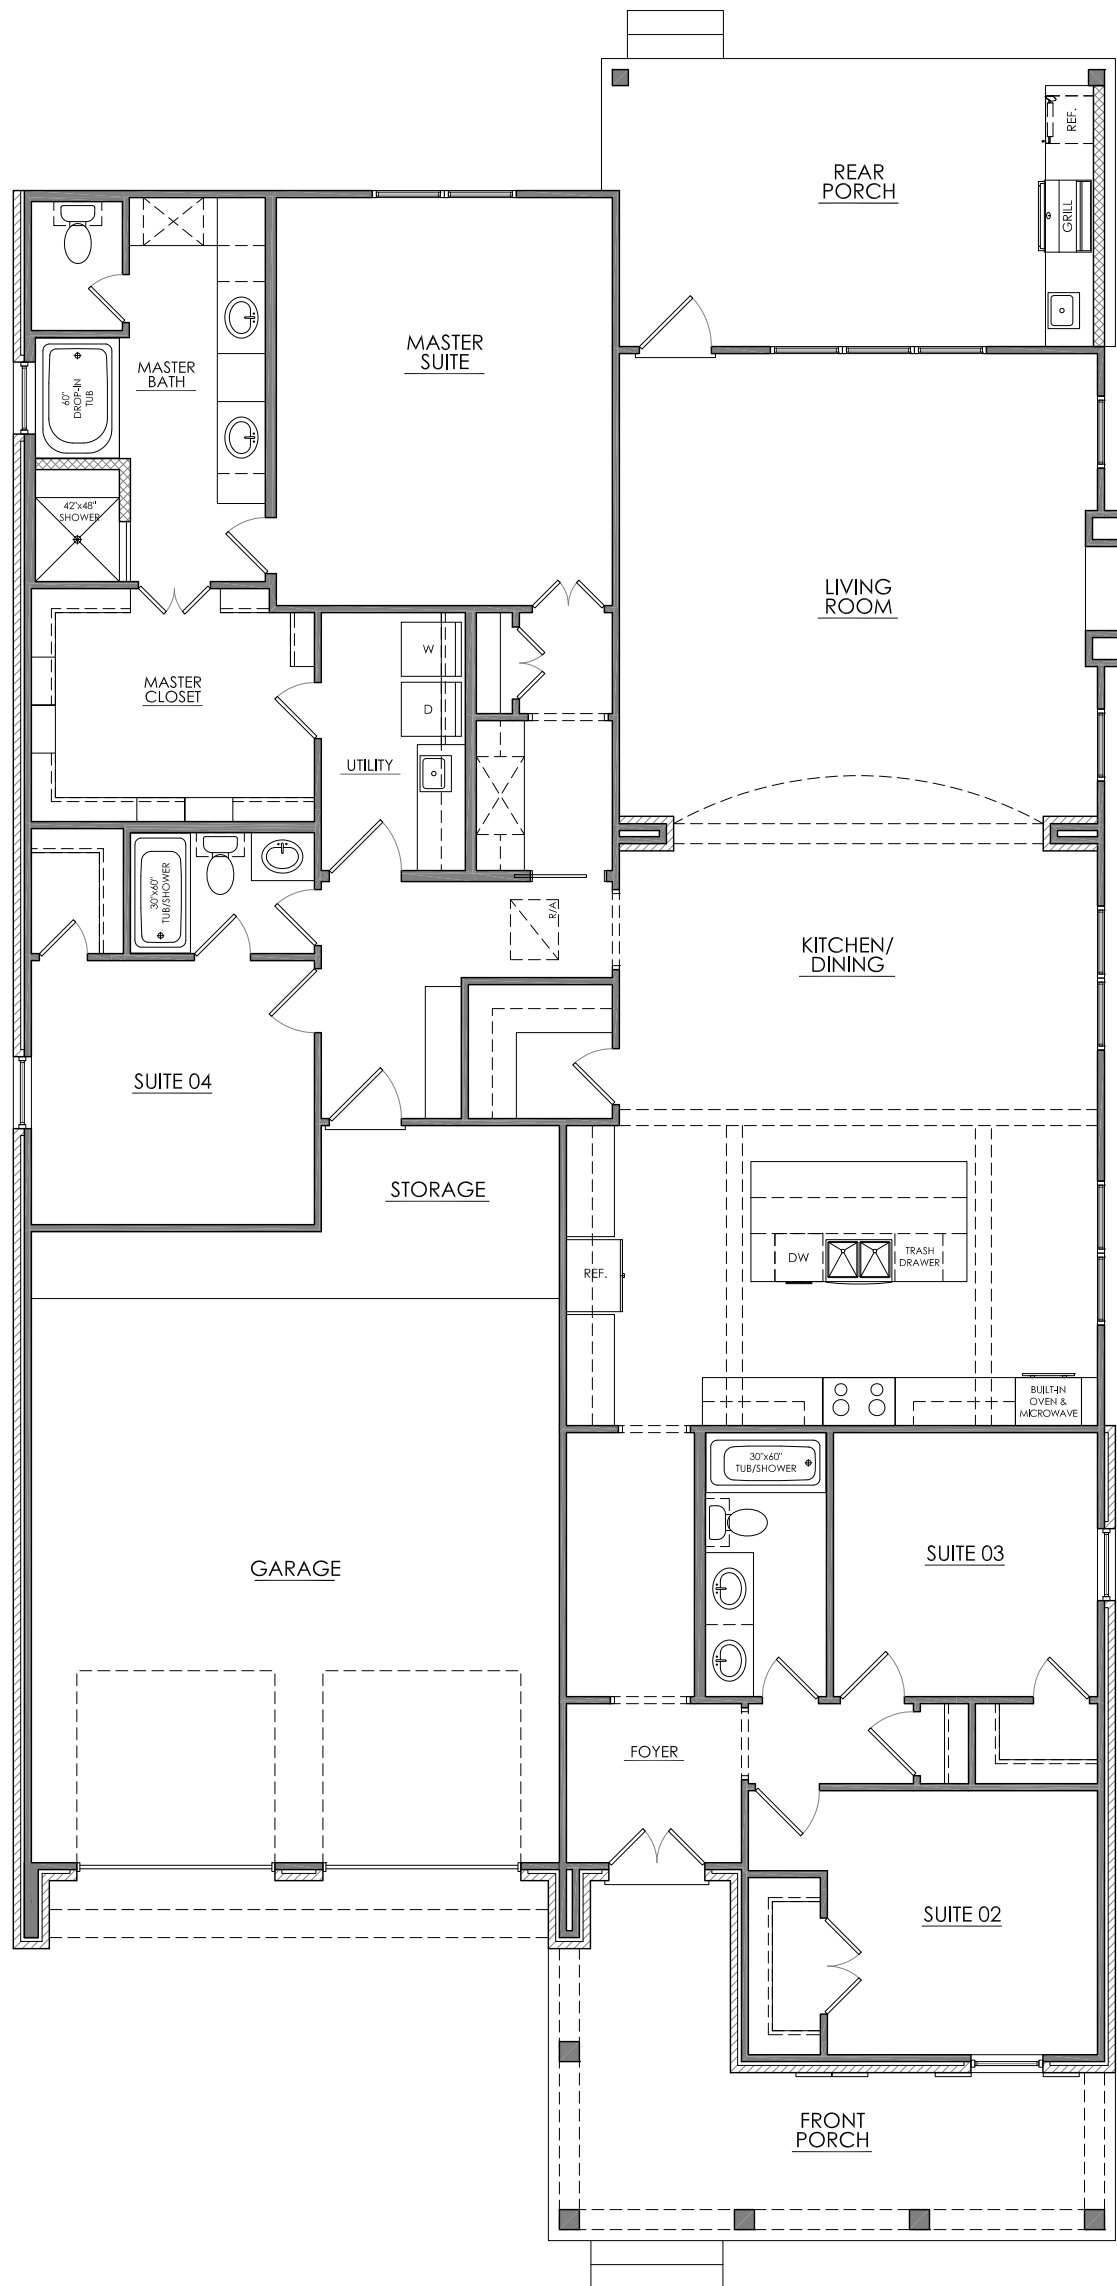 REF.
REAR
PORCH
GRILL
MASTER
SUITE
MASTER
BATH
60"
DROP-IN
TUB
42"x48"
SHOWER
LIVING
ROOM
W
MASTER
CLOSET
D
UTILITY
30"x60"
TUB/SHOWER
R/A
KITCHEN/
DINING
SUITE 04
STORAGE
DW
TRASH
DRAWER
REF.
BUILT-IN
OVEN &
MICROWAVE
30"x60"
TUB/SHOWER
SUITE 03
GARAGE
FOYER
SUITE 02
FRONT
PORCH